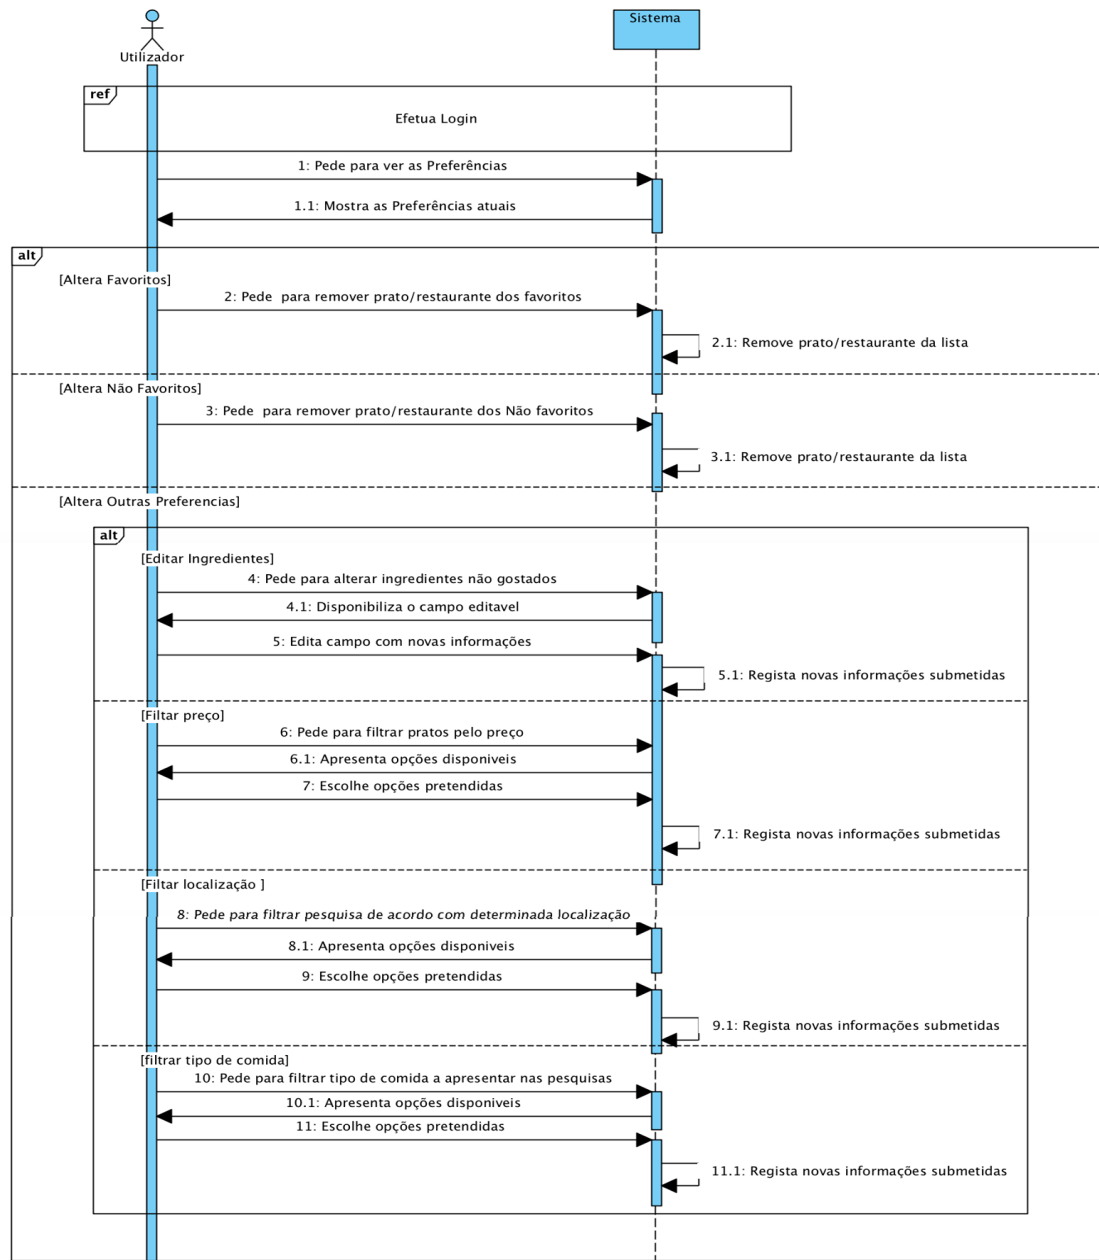 Sistema
Utilizador
ref
Efetua Login
1: Pede para ver as Preferências
1.1: Mostra as Preferências atuais
alt
[Altera Favoritos]
2: Pede  para remover prato/restaurante dos favoritos
2.1: Remove prato/restaurante da lista
[Altera Não Favoritos]
3: Pede  para remover prato/restaurante dos Não favoritos
3.1: Remove prato/restaurante da lista
[Altera Outras Preferencias]
alt
[Editar Ingredientes]
4: Pede para alterar ingredientes não gostados
4.1: Disponibiliza o campo editavel
5: Edita campo com novas informações
5.1: Regista novas informações submetidas
[Filtar preço]
6: Pede para filtrar pratos pelo preço
6.1: Apresenta opções disponiveis
7: Escolhe opções pretendidas
7.1: Regista novas informações submetidas
[Filtar localização ]
8: Pede para filtrar pesquisa de acordo com determinada localização
8.1: Apresenta opções disponiveis
9: Escolhe opções pretendidas
9.1: Regista novas informações submetidas
[filtrar tipo de comida]
10: Pede para filtrar tipo de comida a apresentar nas pesquisas
10.1: Apresenta opções disponiveis
11: Escolhe opções pretendidas
11.1: Regista novas informações submetidas